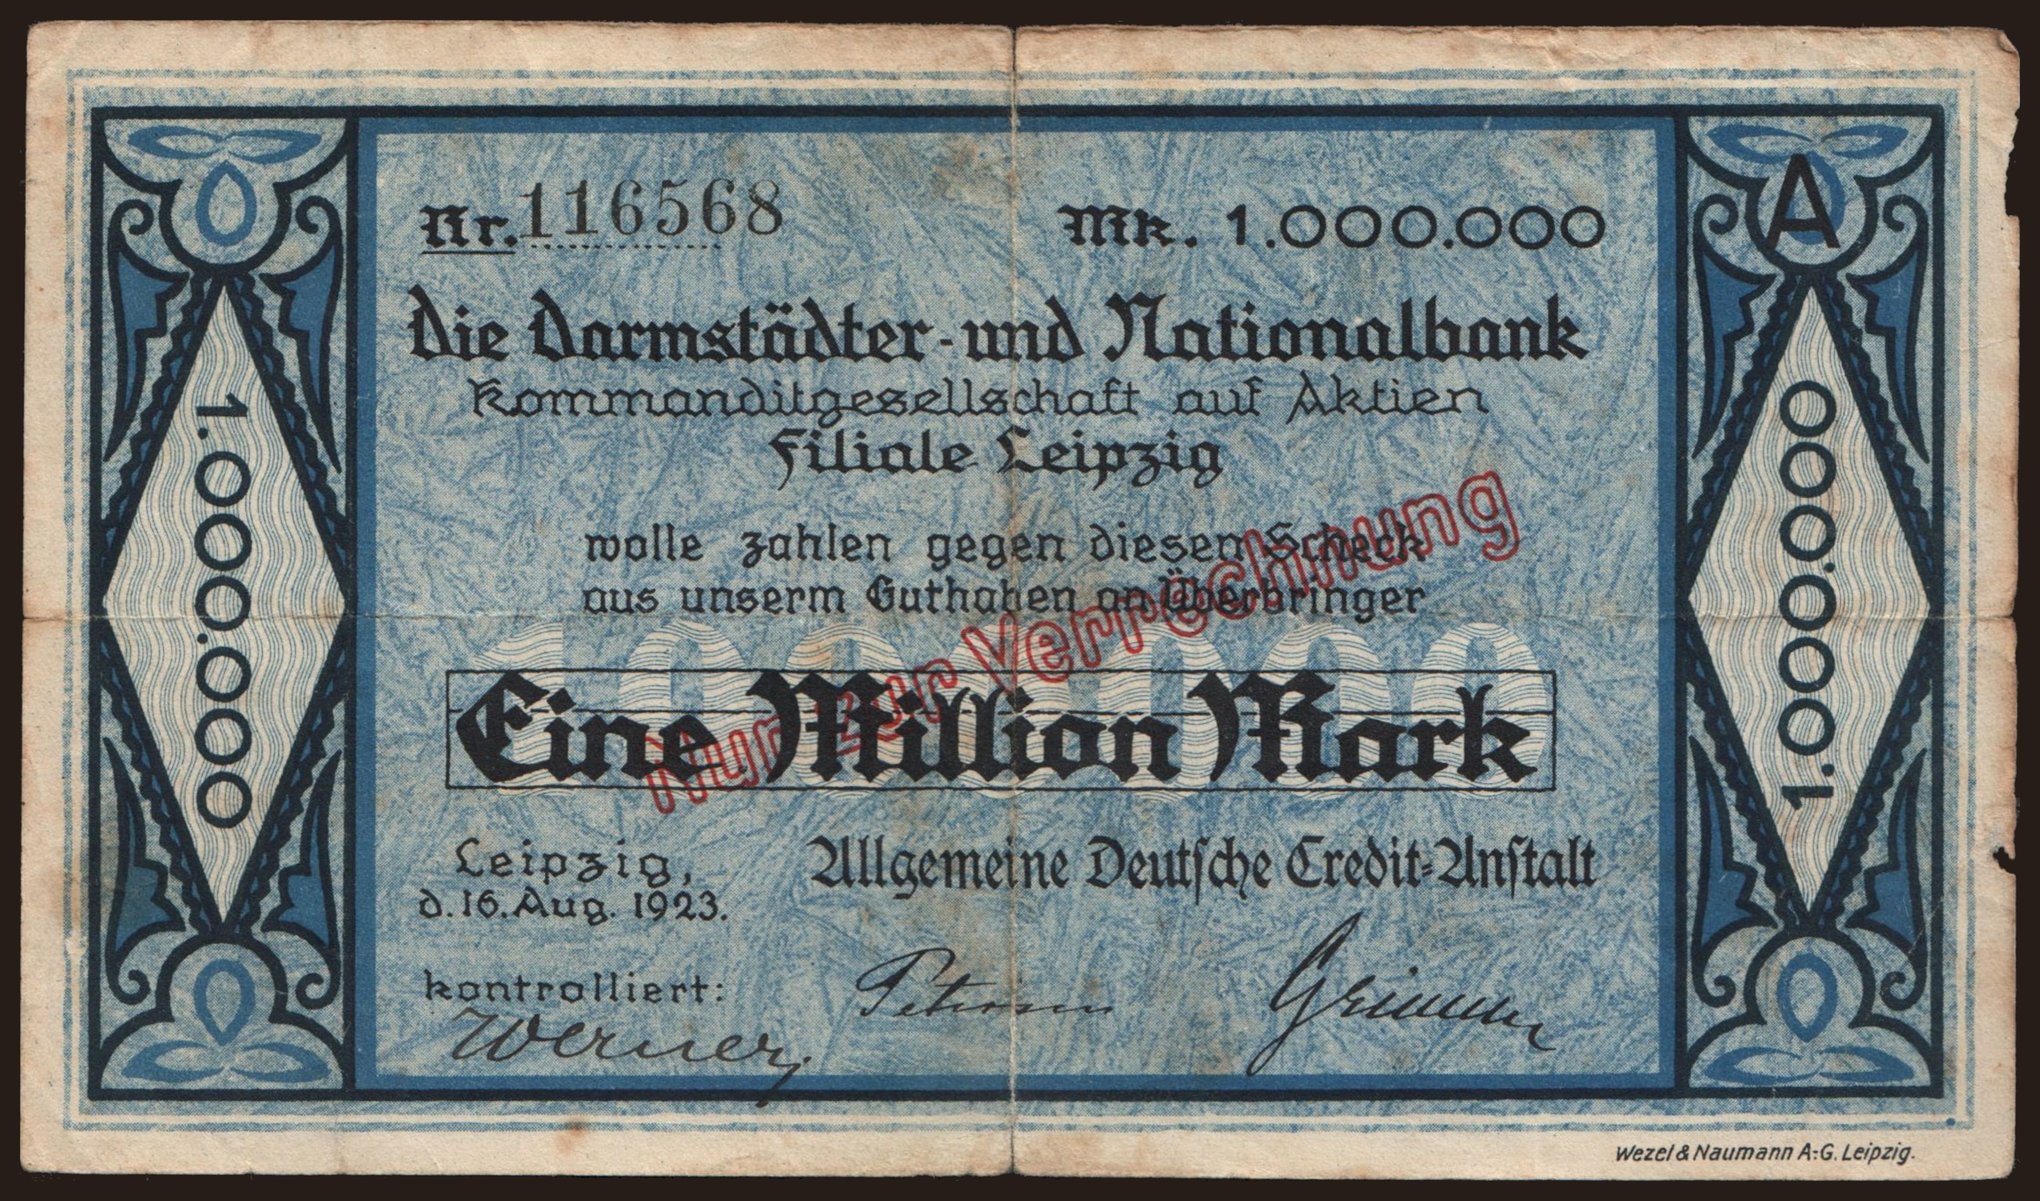 Nr. 116568
Mk. 1.000.000
A
Die Darmstädter- und Nationalbank
Kommanditgesellschaft auf Aktien
Filiale Leipzig
wolle zahlen gegen diesen Scheck
aus unserm Guthaben an Überbringer
1000000
Eine Million Mark
Nur zur Verrechnung
1.000.000
1.000.000
Leipzig,
d. 16. Aug. 1923.
Allgemeine Deutsche Credit=Anstalt
kontrolliert:
Werner
Petersen
Wezel & Naumann A.-G. Leipzig.